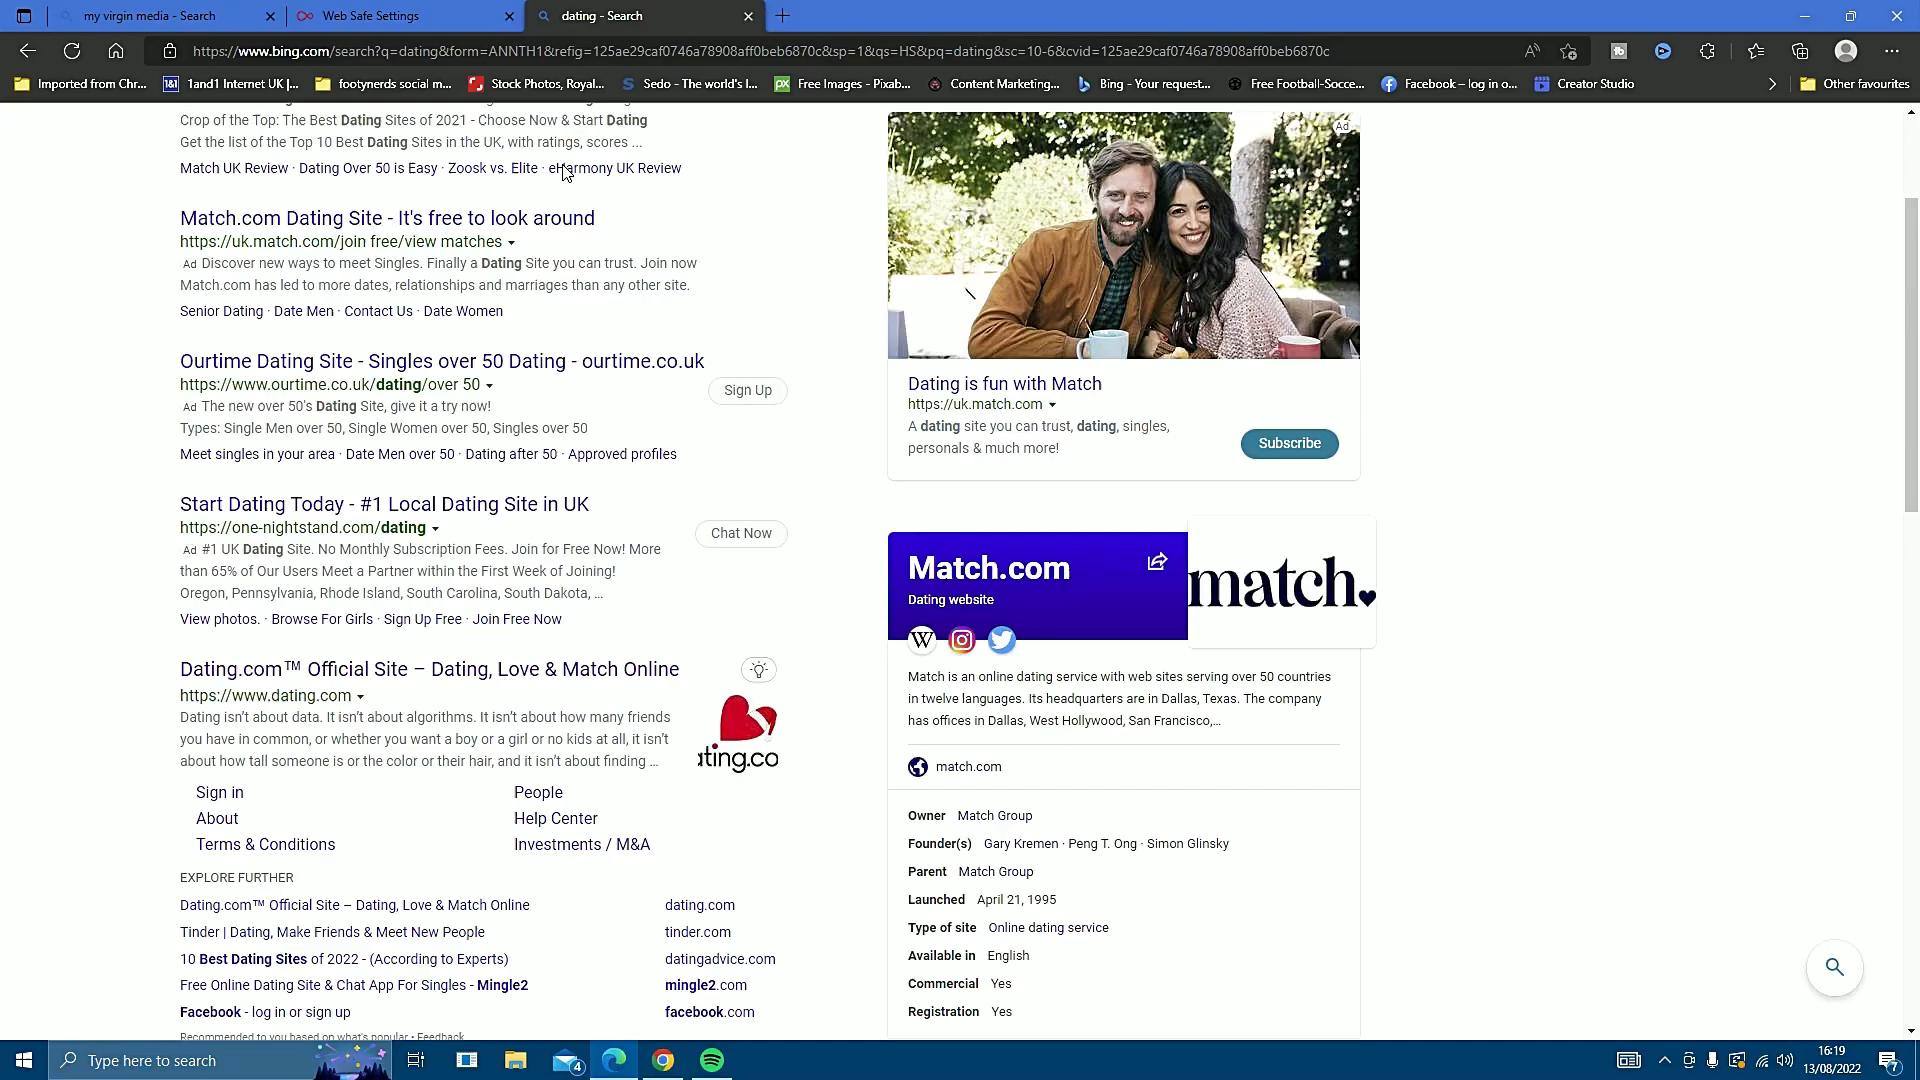 my virgin media - Search
Web Safe Settings
dating - Search
https://www.bing.com/search?q=dating&form=ANNTH1&refig=125ae29caf0746a78908aff0beb6870c&sp=1&qs=HS&pq=dating&sc=10-6&cvid=125ae29caf0746a78908aff0beb6870c
Imported from Chr...
1and1 Internet UK |...
footynerds social m...
Stock Photos, Royal...
Sedo - The world's l...
Free Images - Pixab...
Content Marketing...
Bing - Your request...
Free Football-Socce...
Facebook – log in o...
Creator Studio
Other favourites
Crop of the Top: The Best Dating Sites of 2021 - Choose Now & Start Dating
Get the list of the Top 10 Best Dating Sites in the UK, with ratings, scores ...
Match UK Review · Dating Over 50 is Easy · Zoosk vs. Elite · eHarmony UK Review
Match.com Dating Site - It's free to look around
https://uk.match.com/join free/view matches
Ad Discover new ways to meet Singles. Finally a Dating Site you can trust. Join now
Match.com has led to more dates, relationships and marriages than any other site.
Senior Dating · Date Men · Contact Us · Date Women
Ourtime Dating Site - Singles over 50 Dating - ourtime.co.uk
https://www.ourtime.co.uk/dating/over 50
Ad The new over 50's Dating Site, give it a try now!
Types: Single Men over 50, Single Women over 50, Singles over 50
Meet singles in your area · Date Men over 50 · Dating after 50 · Approved profiles
Sign Up
Start Dating Today - #1 Local Dating Site in UK
https://one-nightstand.com/dating
Ad #1 UK Dating Site. No Monthly Subscription Fees. Join for Free Now! More
than 65% of Our Users Meet a Partner within the First Week of Joining!
Oregon, Pennsylvania, Rhode Island, South Carolina, South Dakota, ...
View photos. · Browse For Girls · Sign Up Free · Join Free Now
Chat Now
Dating.com™ Official Site – Dating, Love & Match Online
https://www.dating.com
Dating isn't about data. It isn't about algorithms. It isn't about how many friends
you have in common, or whether you want a boy or a girl or no kids at all, it isn't
about how tall someone is or the color or their hair, and it isn't about finding ...
ating.co
Sign in
People
About
Help Center
Terms & Conditions
Investments / M&A
EXPLORE FURTHER
Dating.com™ Official Site – Dating, Love & Match Online
dating.com
Tinder | Dating, Make Friends & Meet New People
tinder.com
10 Best Dating Sites of 2022 - (According to Experts)
datingadvice.com
Free Online Dating Site & Chat App For Singles - Mingle2
mingle2.com
Facebook - log in or sign up
facebook.com
Recommended to you based on what's popular • Feedback
Ad
Dating is fun with Match
https://uk.match.com
A dating site you can trust, dating, singles,
personals & much more!
Subscribe
Match.com
Dating website
match.
W
Match is an online dating service with web sites serving over 50 countries
in twelve languages. Its headquarters are in Dallas, Texas. The company
has offices in Dallas, West Hollywood, San Francisco,...
match.com
Owner Match Group
Founder(s) Gary Kremen · Peng T. Ong · Simon Glinsky
Parent Match Group
Launched April 21, 1995
Type of site Online dating service
Available in English
Commercial Yes
Registration Yes
Type here to search
4
16:19
13/08/2022
7